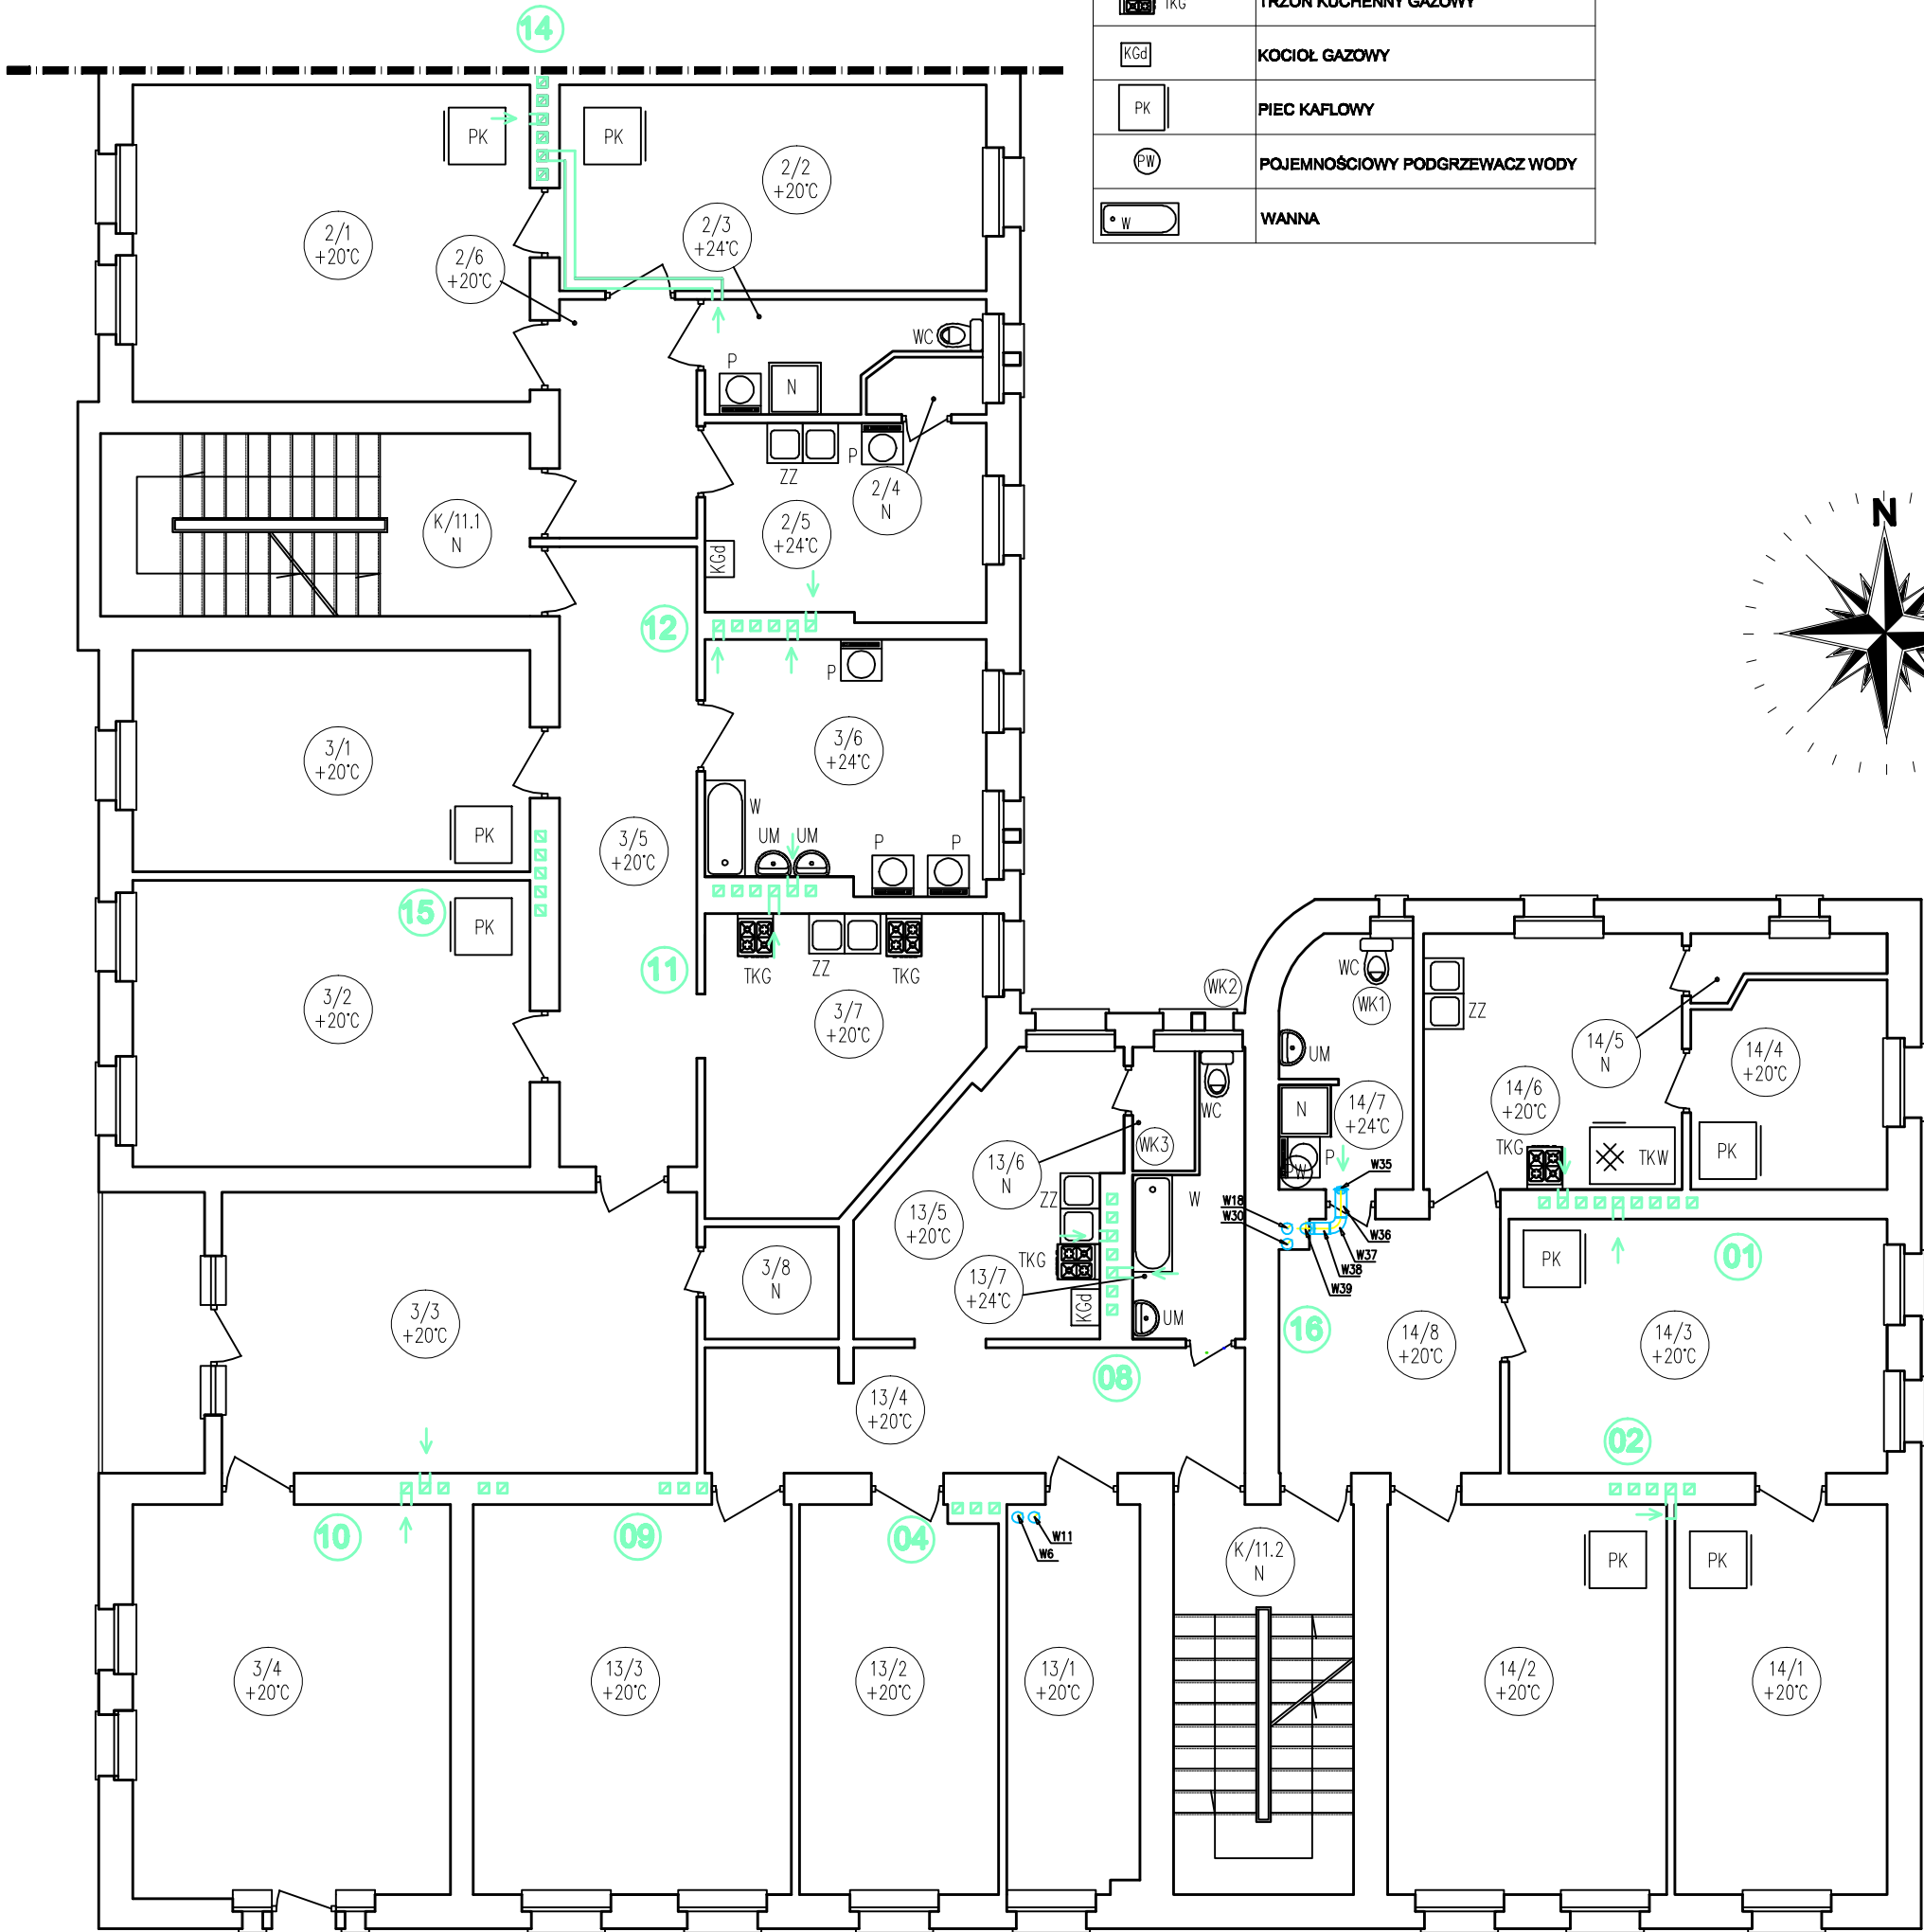 14
TKG
TRZON KUCHENNY GAZOWY
KGd
KOCIOŁ GAZOWY
PK
PIEC KAFLOWY
PW
POJEMNOŚCIOWY PODGRZEWACZ WODY
W
WANNA
PK
PK
2/1
+20°C
2/6
+20°C
2/2
+20°C
2/3
+24°C
WC
P
N
ZZ
P
2/4
N
2/5
+24°C
KGd
K/11.1
N
N
12
P
3/1
+20°C
3/6
+24°C
PK
3/5
+20°C
W
UM
UM
P
P
15
PK
11
TKG
ZZ
TKG
3/2
+20°C
3/7
+20°C
WK2
WC
WK1
UM
ZZ
14/5
N
14/4
+20°C
14/6
+20°C
14/7
+24°C
N
P
PW
TKG
TKW
PK
WC
WK3
13/6
N
ZZ
13/5
+20°C
W
TKG
13/7
+24°C
KGd
UM
W18
W30
W35
W36
W37
W38
W39
PK
01
3/8
N
3/3
+20°C
16
14/8
+20°C
14/3
+20°C
08
13/4
+20°C
02
10
09
04
W11
W6
K/11.2
N
PK
PK
3/4
+20°C
13/3
+20°C
13/2
+20°C
13/1
+20°C
14/2
+20°C
14/1
+20°C